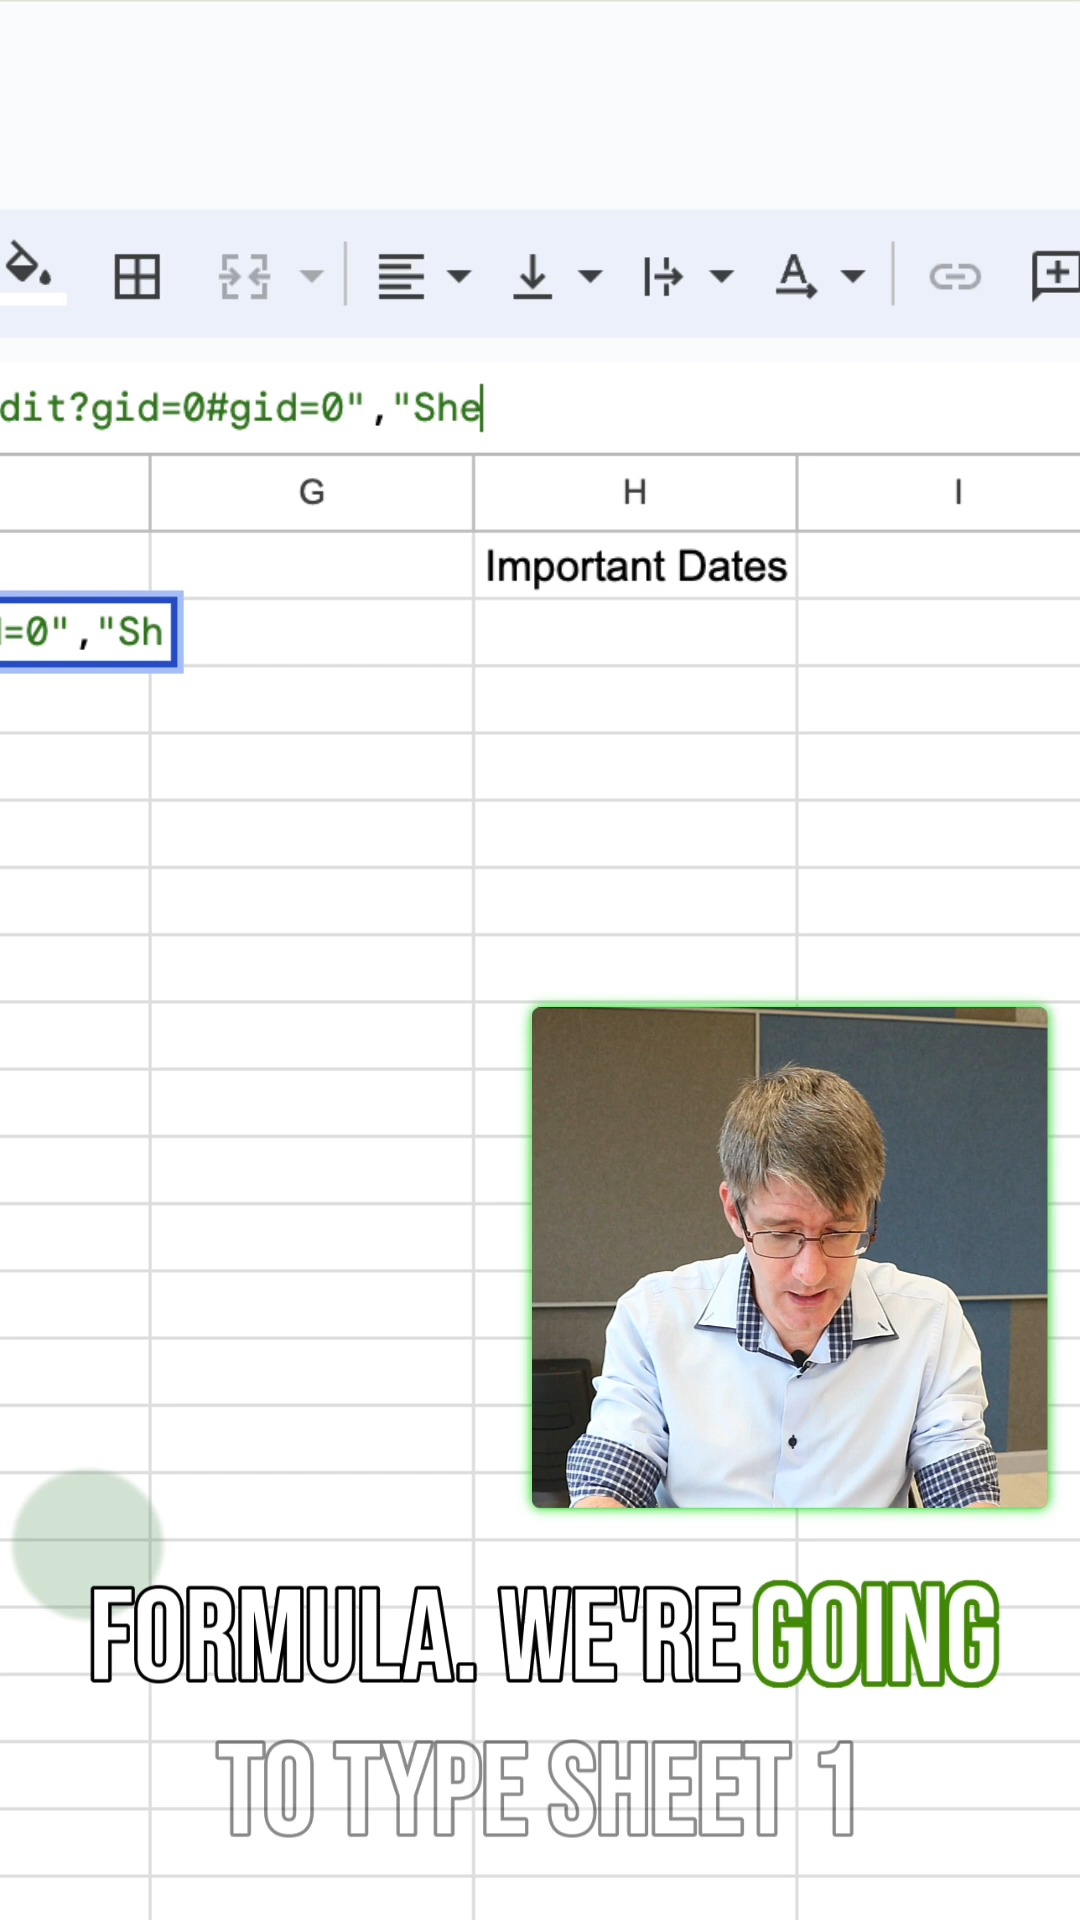 dit?gid=0#gid=0","She
G H I
Important Dates
=0","Sh
FORMULA. WE'RE GOING
TO TYPE SHEET 1